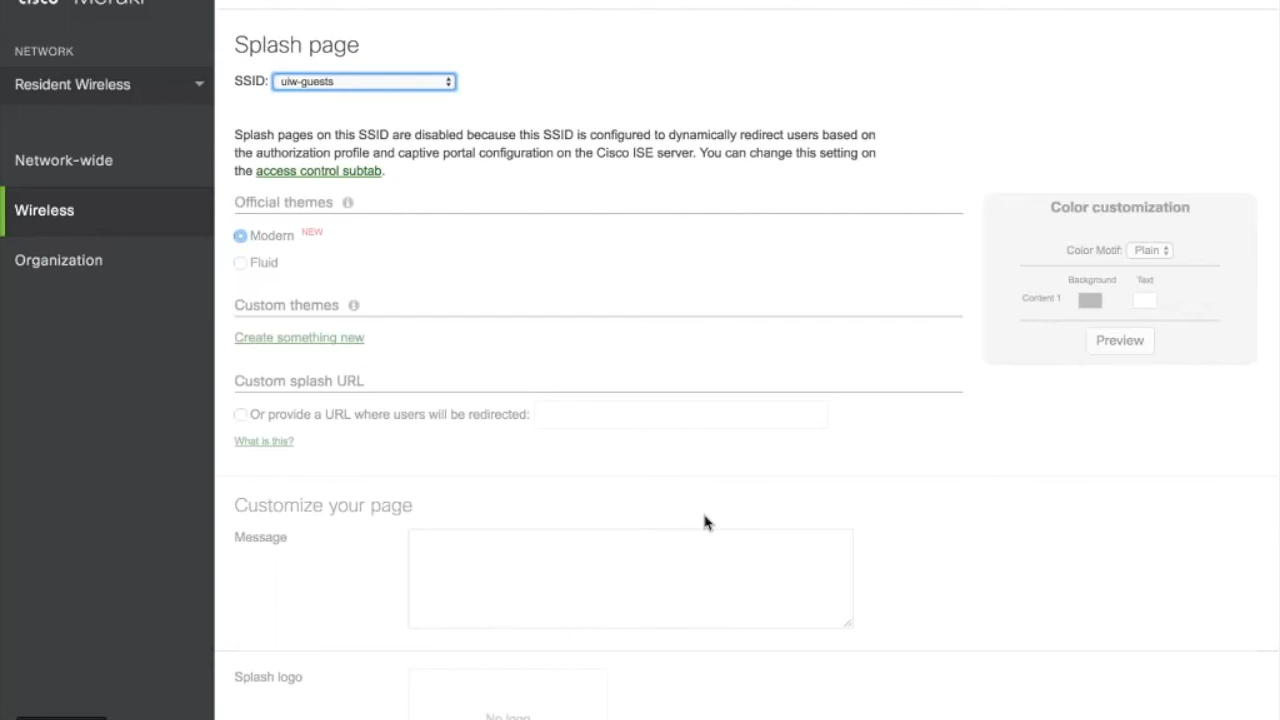 cisco Meraki
NETWORK
Resident Wireless
Network-wide
Wireless
Organization
Splash page
SSID: uiw-guests
Splash pages on this SSID are disabled because this SSID is configured to dynamically redirect users based on
the authorization profile and captive portal configuration on the Cisco ISE server. You can change this setting on
the access control subtab.
Official themes
Modern NEW
Fluid
Custom themes
Create something new
Custom splash URL
Or provide a URL where users will be redirected:
What is this?
Color customization
Color Motif: Plain
Background Text
Content 1
Preview
Customize your page
Message
Splash logo
No logo